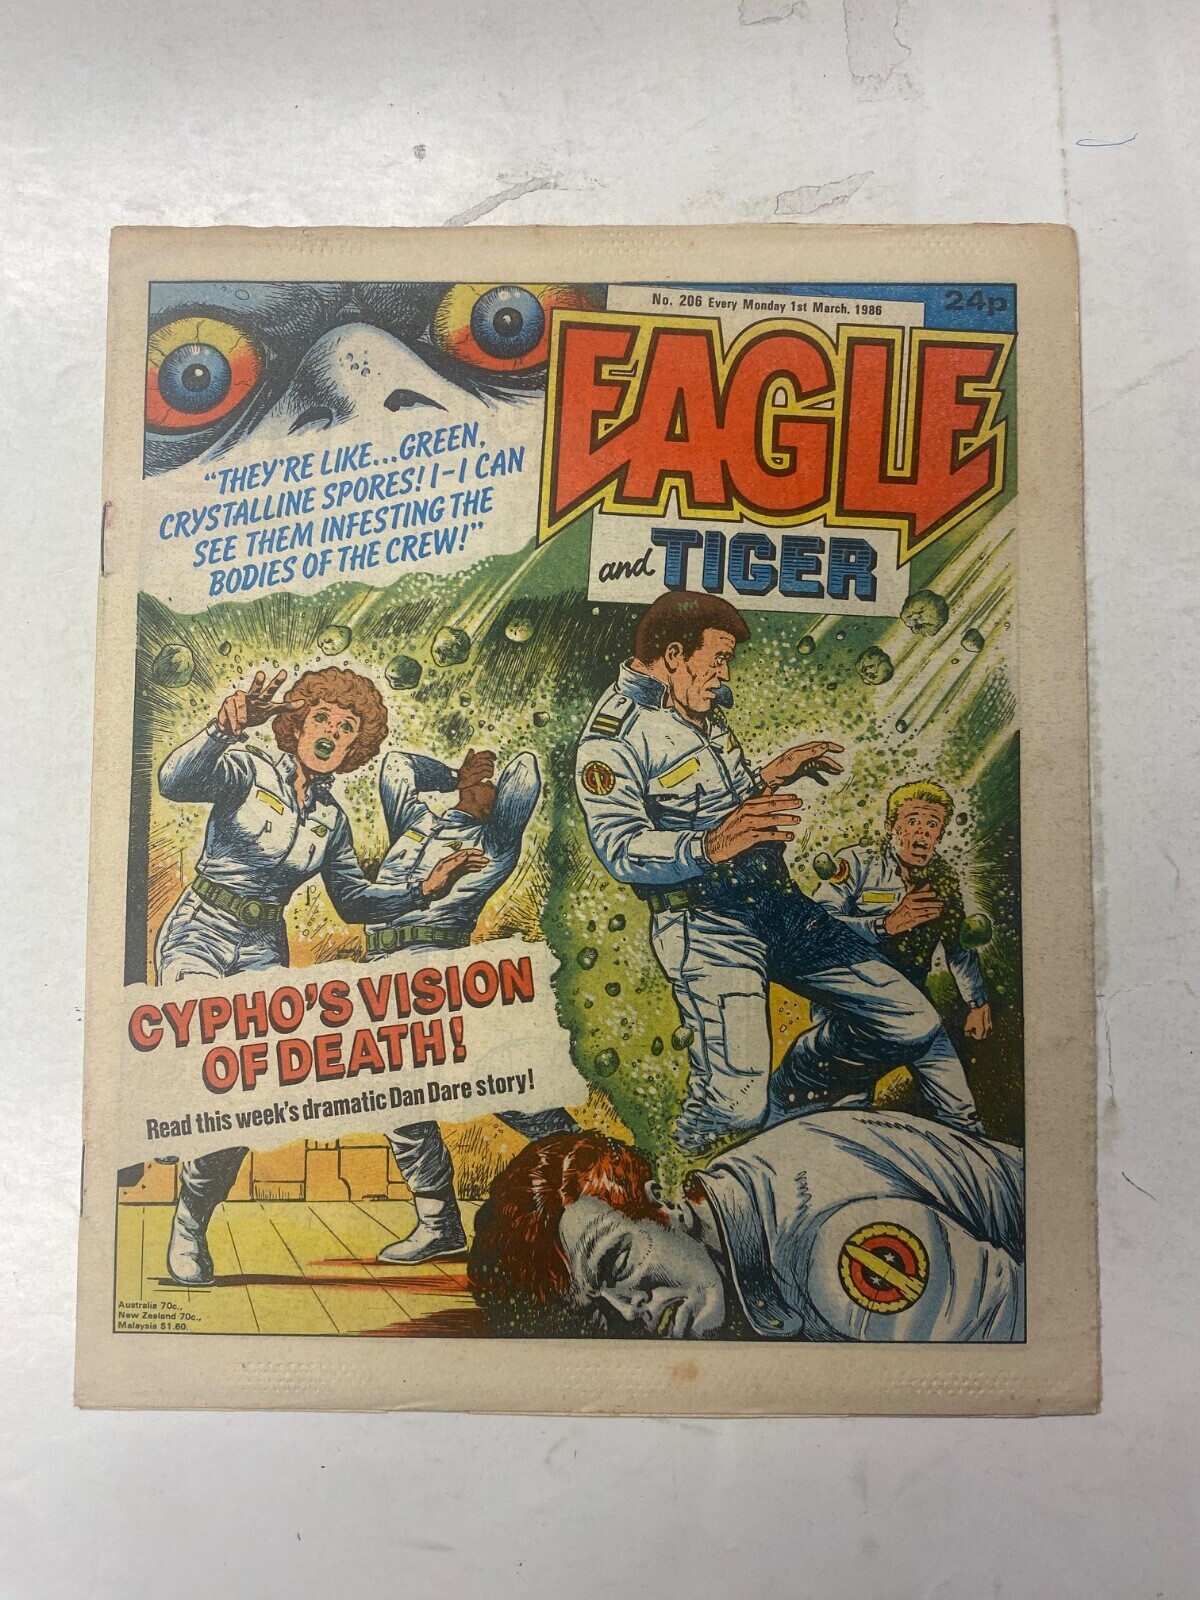 No. 206 Every Monday 1st March, 1986
24p
EAGLE
and TIGER
"THEY'RE LIKE...GREEN,
CRYSTALLINE SPORES! I-I CAN
SEE THEM INFESTING THE
BODIES OF THE CREW!"
CYPHO'S VISION
OF DEATH!
Read this week's dramatic Dan Dare story!
Australia 70c.,
New Zealand 70c.,
Malaysia $1.60.